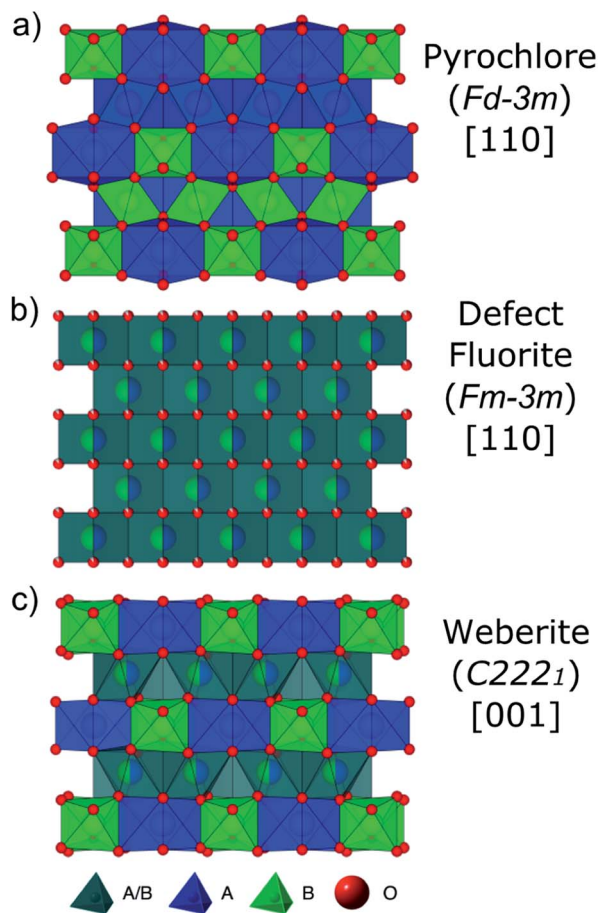 a)
Pyrochlore
(Fd-3m)
[110]
b)
Defect
Fluorite
(Fm-3m)
[110]
c)
Weberite
(C2221)
[001]
A/B A B O